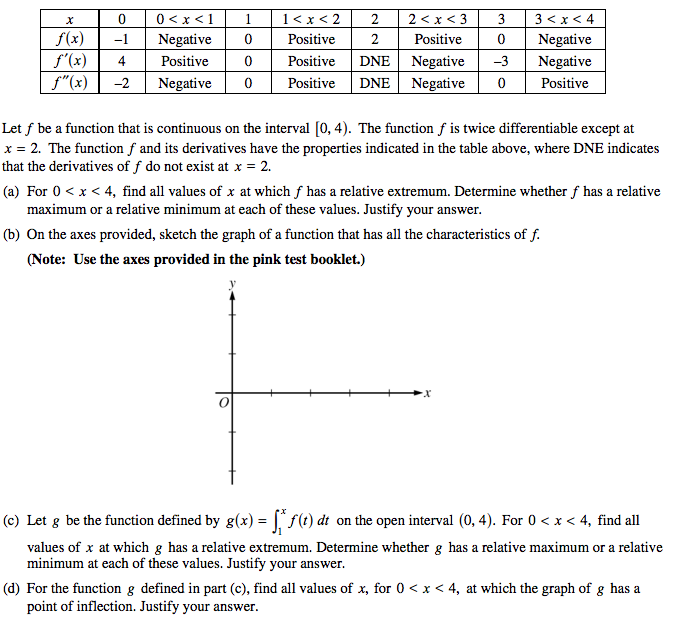 x 0 0 < x < 1 1 1 < x < 2 2 2 < x < 3 3 3 < x < 4
f(x) −1 Negative 0 Positive 2 Positive 0 Negative
f′(x) 4 Positive 0 Positive DNE Negative −3 Negative
f″(x) −2 Negative 0 Positive DNE Negative 0 Positive
Let f be a function that is continuous on the interval [0, 4). The function f is twice differentiable except at
x = 2. The function f and its derivatives have the properties indicated in the table above, where DNE indicates
that the derivatives of f do not exist at x = 2.
(a) For 0 < x < 4, find all values of x at which f has a relative extremum. Determine whether f has a relative
maximum or a relative minimum at each of these values. Justify your answer.
(b) On the axes provided, sketch the graph of a function that has all the characteristics of f.
(Note: Use the axes provided in the pink test booklet.)
y
x
O
(c) Let g be the function defined by g(x) = ∫₁ˣ f(t) dt on the open interval (0, 4). For 0 < x < 4, find all
values of x at which g has a relative extremum. Determine whether g has a relative maximum or a relative
minimum at each of these values. Justify your answer.
(d) For the function g defined in part (c), find all values of x, for 0 < x < 4, at which the graph of g has a
point of inflection. Justify your answer.